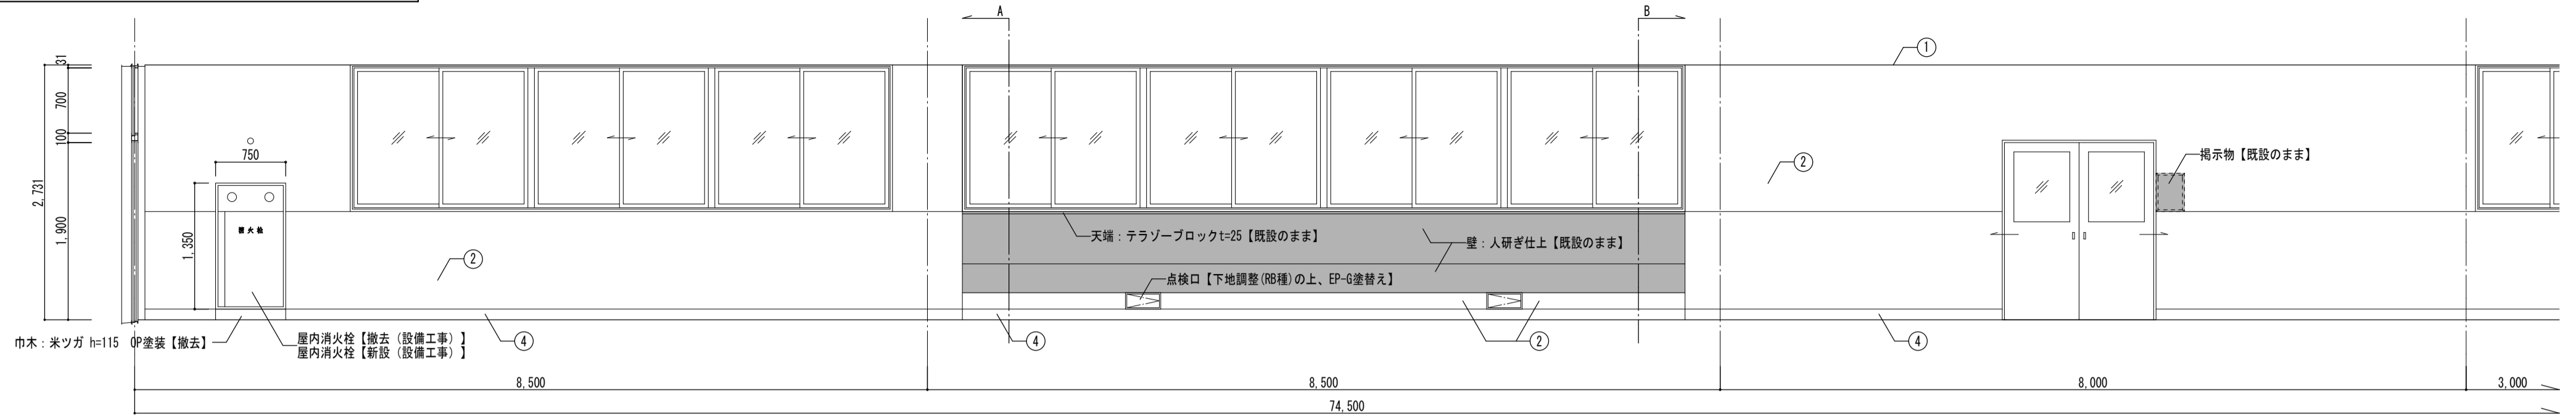 A
B
①
31
700
100
1,900
2,731
750
1,350
消火栓
②
②
掲示物【既設のまま】
天端：テラゾーブロックt=25【既設のまま】
壁：人研ぎ仕上【既設のまま】
点検口【下地調整(RB種)の上、EP-G塗替え】
巾木：米ツガ h=115　OP塗装【撤去】
屋内消火栓【撤去（設備工事）】
屋内消火栓【新設（設備工事）】
④
④
②
④
8,500
8,500
8,000
3,000
74,500